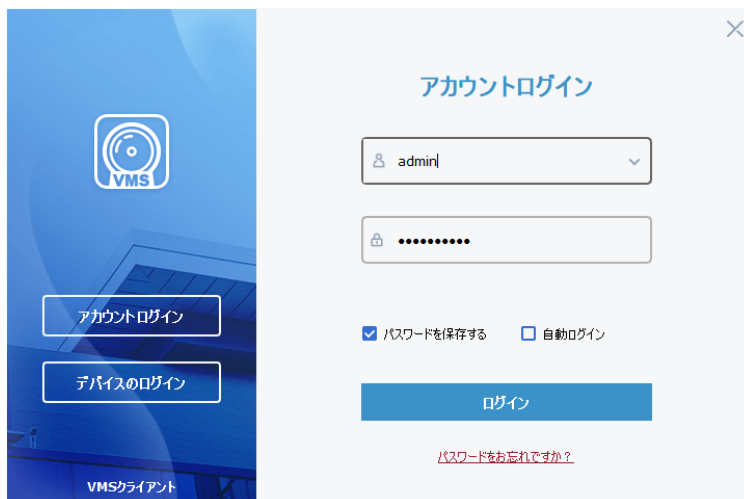 VMS
アカウントログイン
デバイスのログイン
VMSクライアント
アカウントログイン
admin
••••••••••
パスワードを保存する
自動ログイン
ログイン
パスワードをお忘れですか？